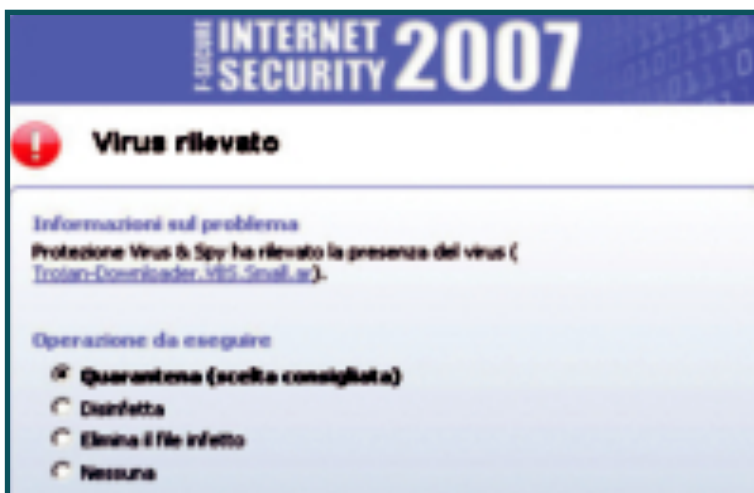 F-SECURE INTERNET SECURITY 2007
Virus rilevato
Informazioni sul problema
Protezione Virus & Spy ha rilevato la presenza del virus (
Trojan-Downloader.VBS.Small.ar).
Operazione da eseguire
Quarantena (scelta consigliata)
Disinfetta
Elimina il file infetto
Nessuna